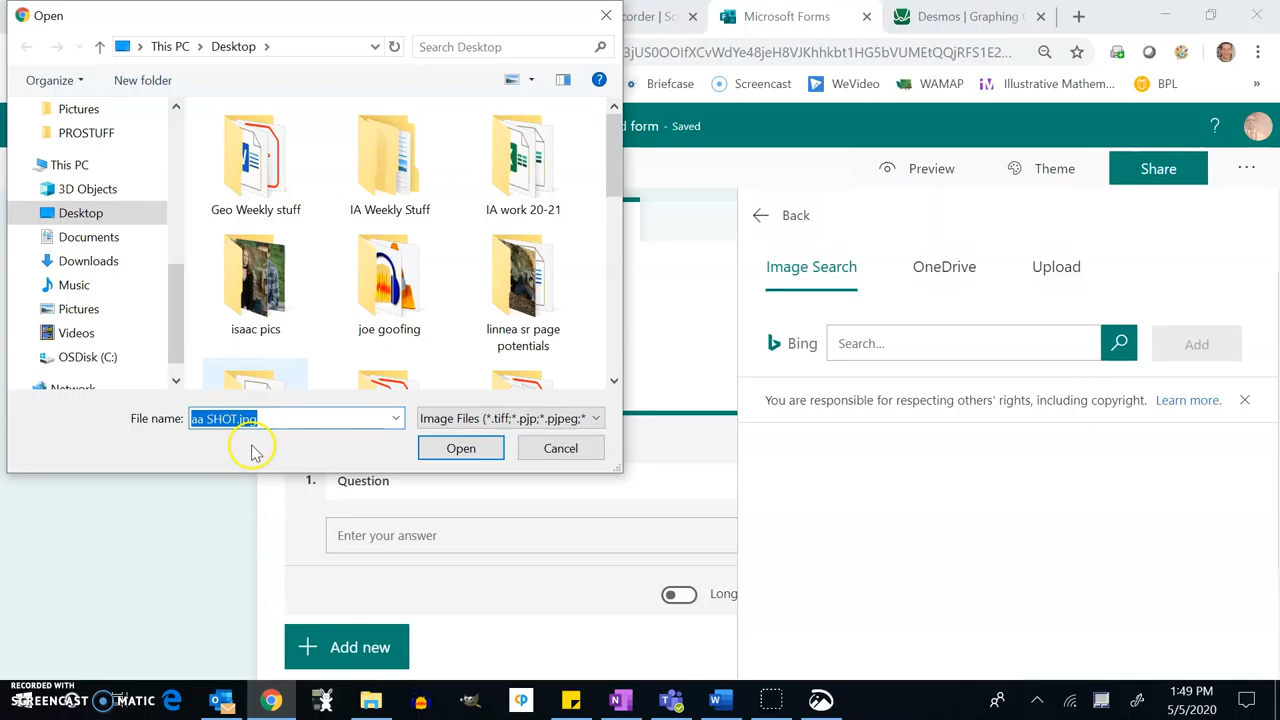 Open
This PC
Desktop
Search Desktop
Organize
New folder
?
Pictures
PROSTUFF
This PC
3D Objects
Desktop
Documents
Downloads
Music
Pictures
Videos
OSDisk (C:)
Network
Geo Weekly stuff
IA Weekly Stuff
IA work 20-21
isaac pics
joe goofing
linnea sr page
potentials
File name:
aa SHOT.jpg
Image Files (*.tiff;*.pjp;*.pjpeg;*
Open
Cancel
Microsoft Forms
Desmos | Graphing
3jUS0OOIfXCvWdYe48jeH8VJKhhkbt1HG5bVUMEtQQjRFS1E2...
Briefcase
Screencast
WeVideo
WAMAP
Illustrative Mathem...
BPL
»
d form - Saved
?
Preview
Theme
Share
...
Back
Image Search
OneDrive
Upload
Bing
Search...
Add
You are responsible for respecting others' rights, including copyright. Learn more.
1.
Question
Enter your answer
Long
Add new
RECORDED WITH
SCREENCAST MATIC
1:49 PM
5/5/2020